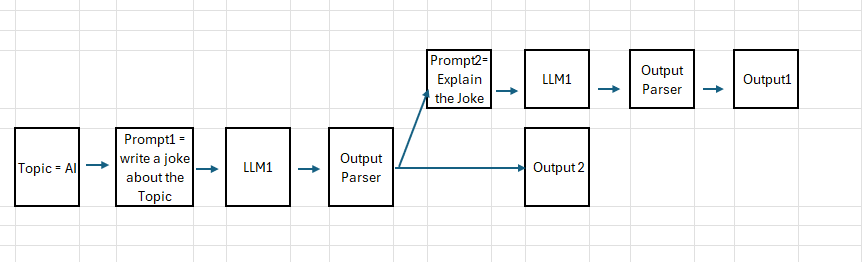 Prompt2=
Explain
the Joke
LLM1
Output
Parser
Output1
Topic = AI
Prompt1 =
write a joke
about the
Topic
LLM1
Output
Parser
Output 2